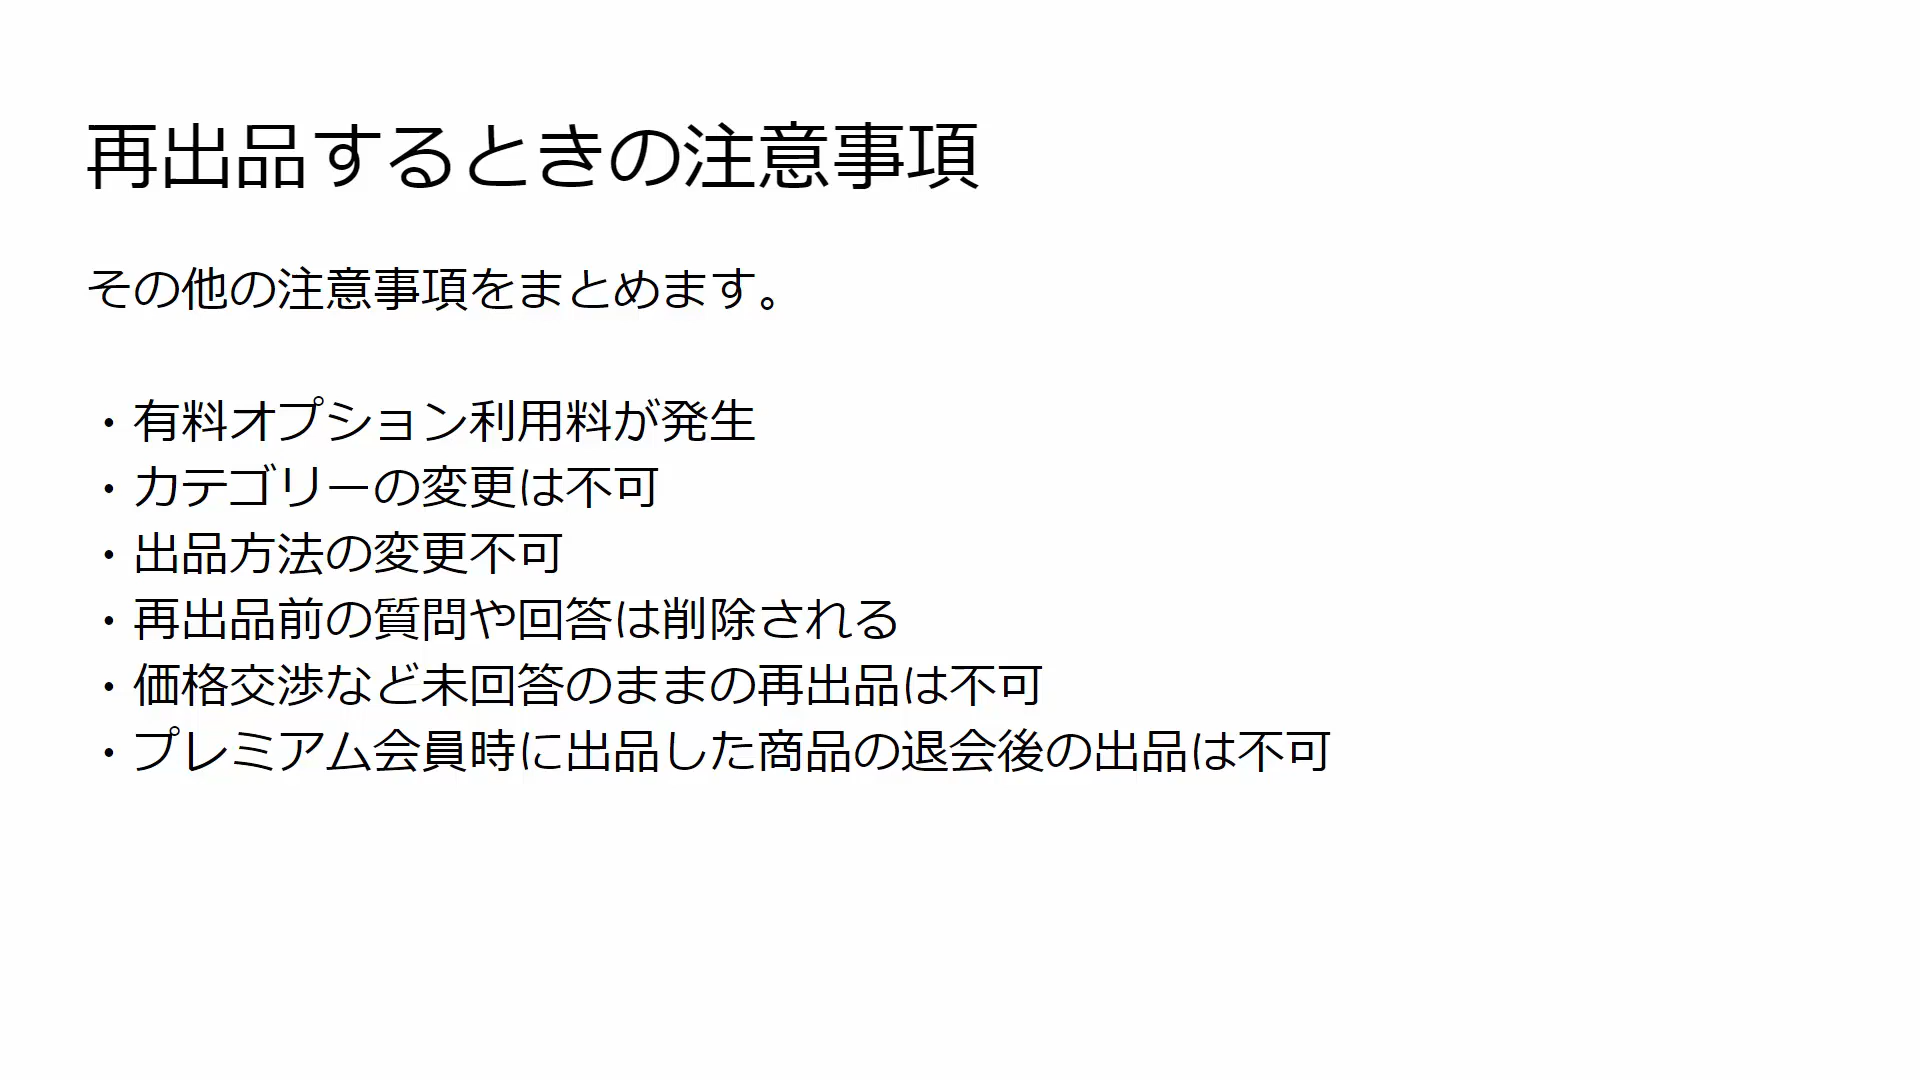 再出品するときの注意事項
その他の注意事項をまとめます。
・有料オプション利用料が発生
・カテゴリーの変更は不可
・出品方法の変更不可
・再出品前の質問や回答は削除される
・価格交渉など未回答のままの再出品は不可
・プレミアム会員時に出品した商品の退会後の出品は不可